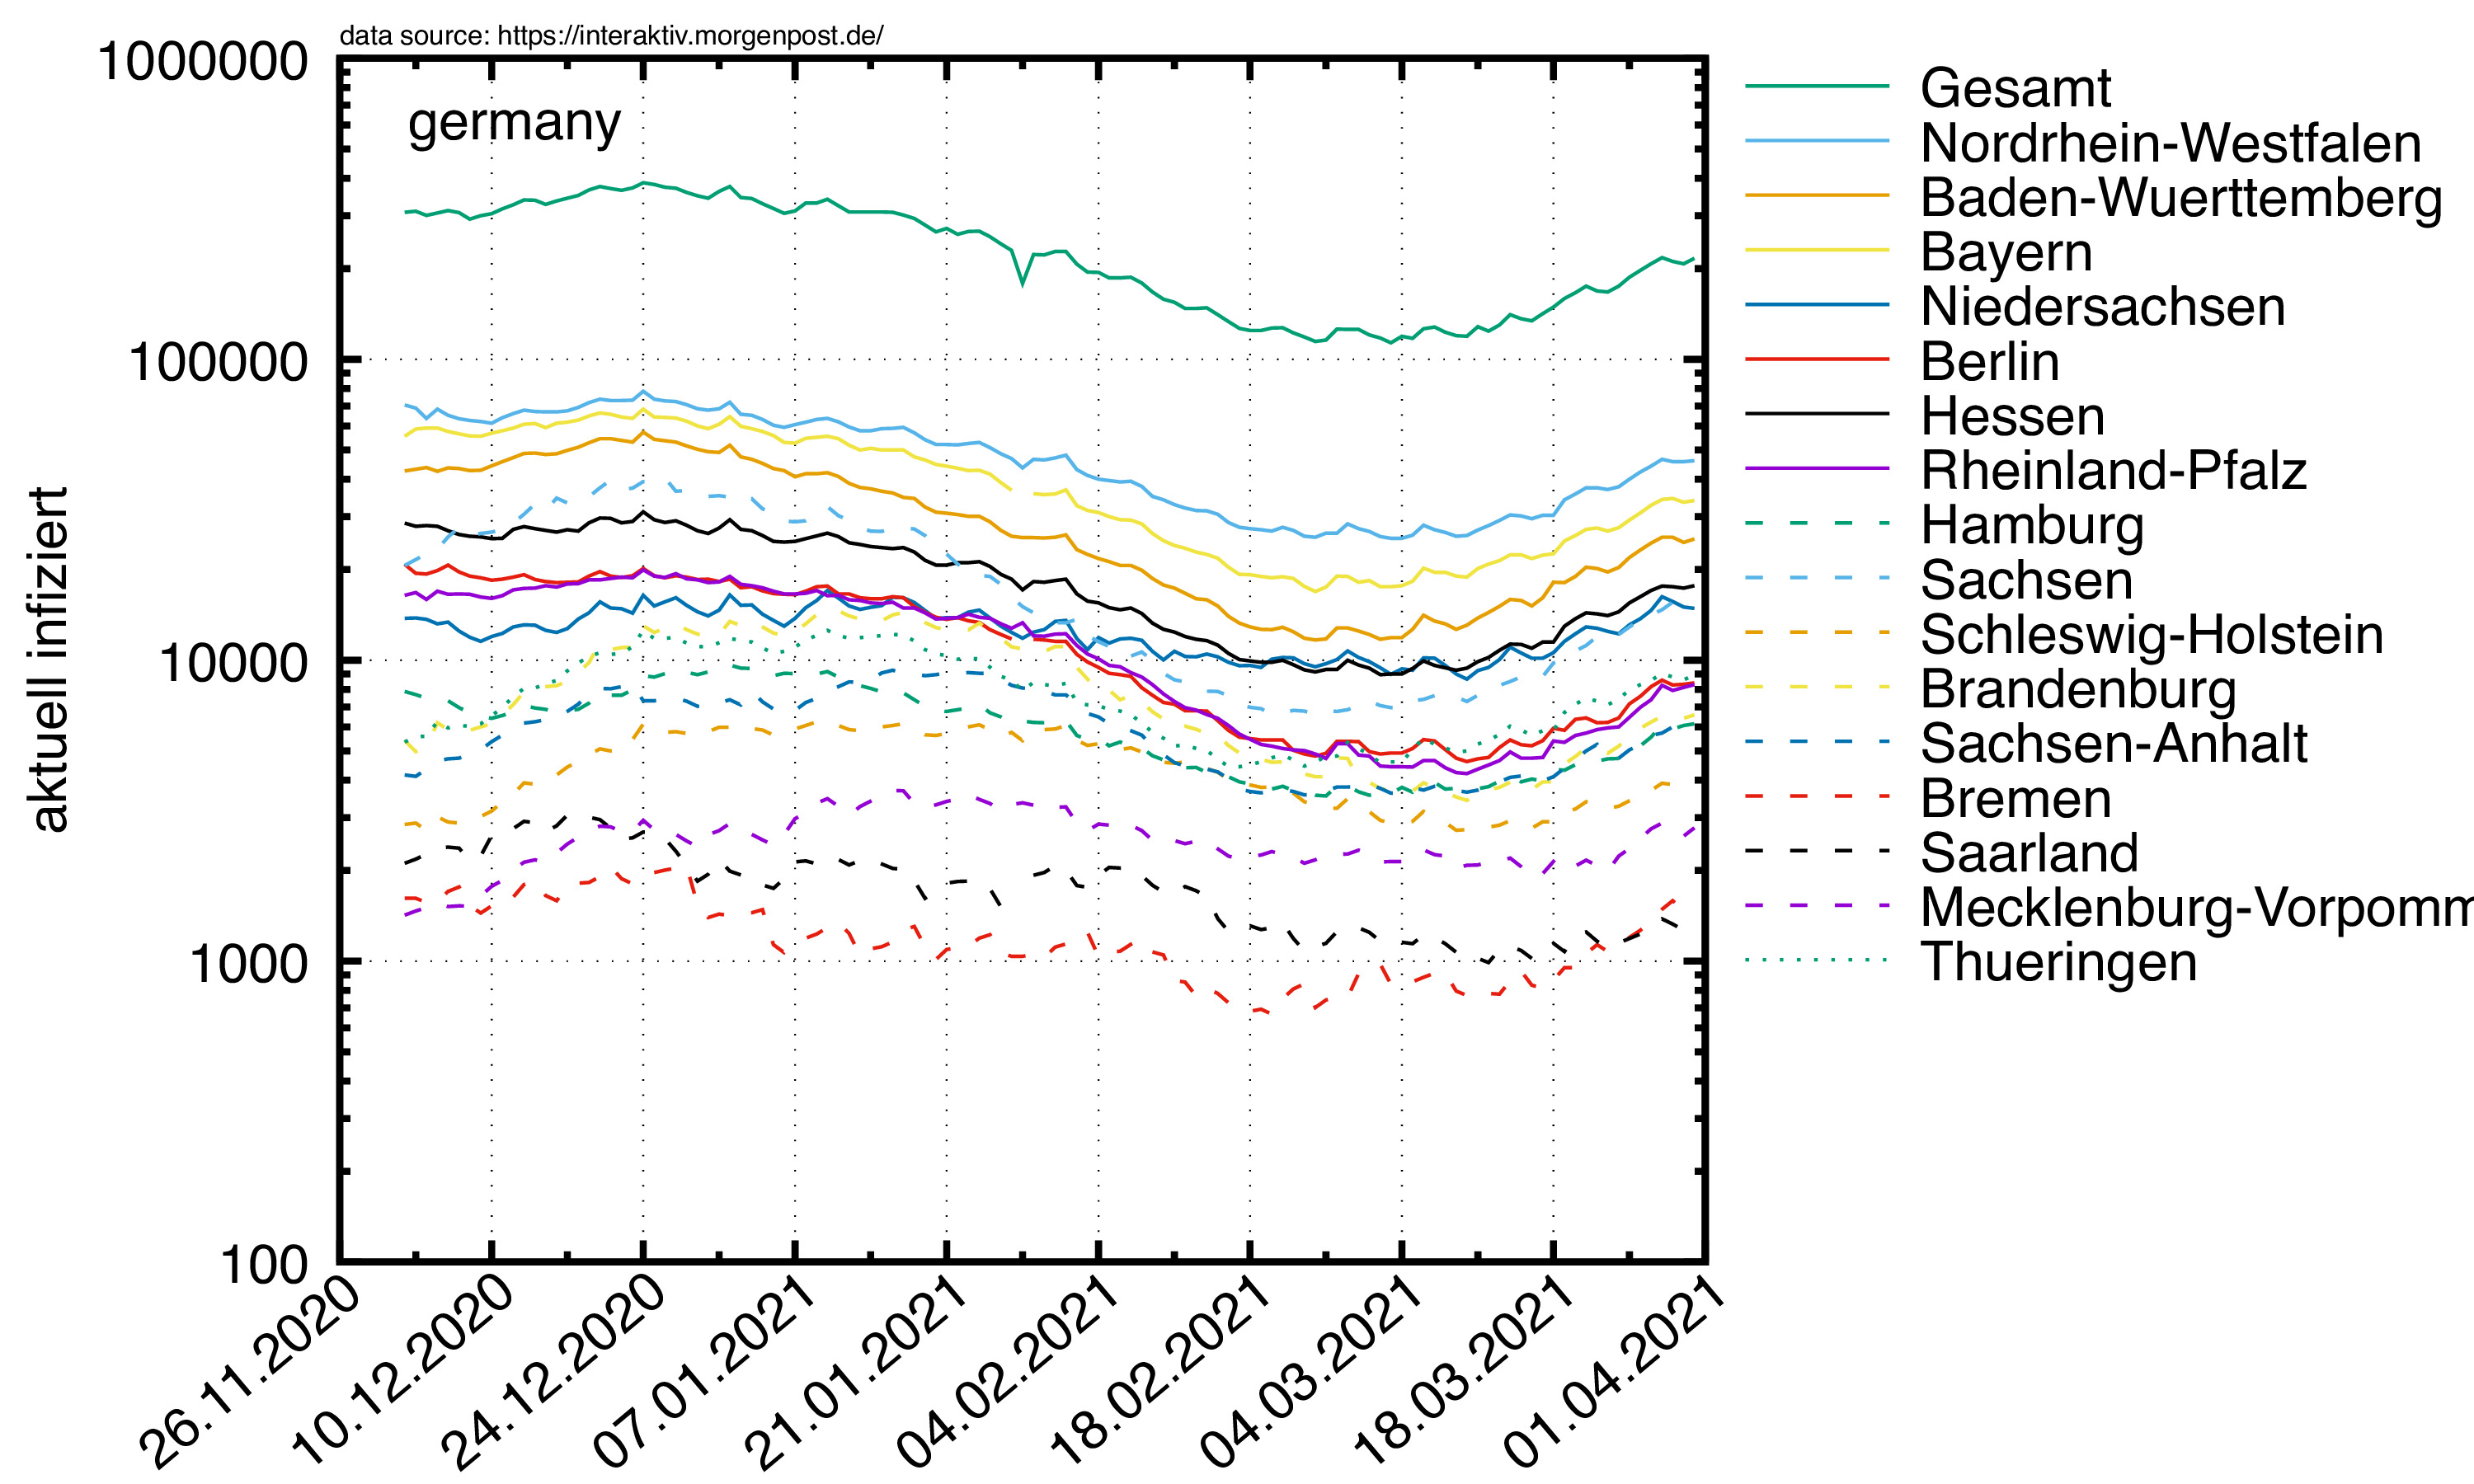 data source: https://interaktiv.morgenpost.de/
germany
aktuell infiziert
1000000
100000
10000
1000
100
26.11.2020
10.12.2020
24.12.2020
07.01.2021
21.01.2021
04.02.2021
18.02.2021
04.03.2021
18.03.2021
01.04.2021
Gesamt
Nordrhein-Westfalen
Baden-Wuerttemberg
Bayern
Niedersachsen
Berlin
Hessen
Rheinland-Pfalz
Hamburg
Sachsen
Schleswig-Holstein
Brandenburg
Sachsen-Anhalt
Bremen
Saarland
Mecklenburg-Vorpomm
Thueringen